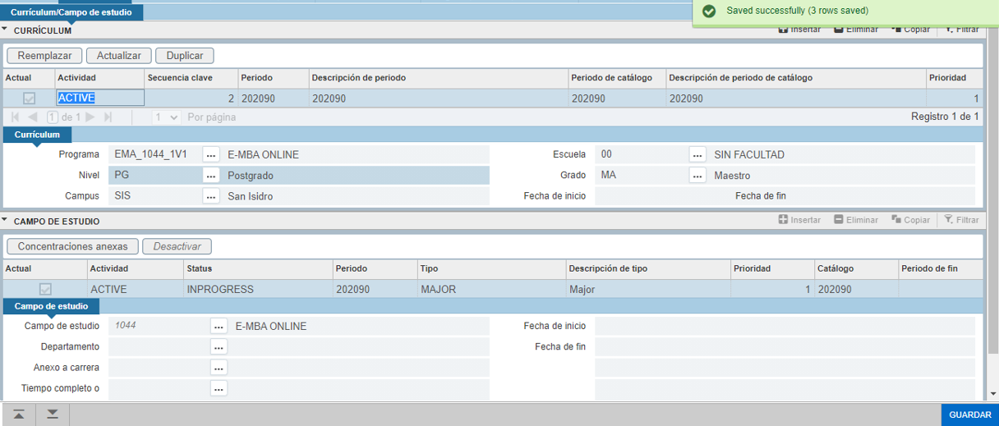 Currículum/Campo de estudio
Saved successfully (3 rows saved)
CURRÍCULUM Insertar Eliminar Copiar Filtrar
Reemplazar Actualizar Duplicar
Actual Actividad Secuencia clave Periodo Descripción de periodo Periodo de catálogo Descripción de periodo de catálogo Prioridad
ACTIVE 2 202090 202090 202090 202090 1
1 de 1 1 Por página Registro 1 de 1
Currículum
Programa EMA_1044_1V1 ... E-MBA ONLINE Escuela 00 ... SIN FACULTAD
Nivel PG ... Postgrado Grado MA ... Maestro
Campus SIS ... San Isidro Fecha de inicio Fecha de fin
CAMPO DE ESTUDIO Insertar Eliminar Copiar Filtrar
Concentraciones anexas Desactivar
Actual Actividad Status Periodo Tipo Descripción de tipo Prioridad Catálogo Periodo de fin
ACTIVE INPROGRESS 202090 MAJOR Major 1 202090
Campo de estudio
Campo de estudio 1044 ... E-MBA ONLINE Fecha de inicio
Departamento ... Fecha de fin
Anexo a carrera ...
Tiempo completo o ...
GUARDAR